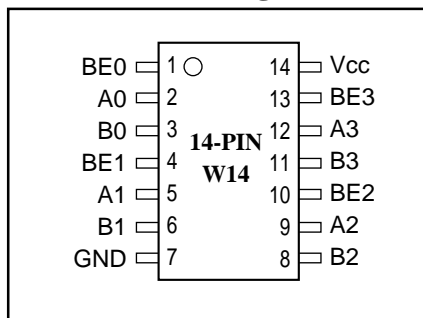 BE0 1 14 Vcc
A0 2 13 BE3
B0 3 12 A3
14-PIN
BE1 4 11 B3
W14
A1 5 10 BE2
B1 6 9 A2
GND 7 8 B2